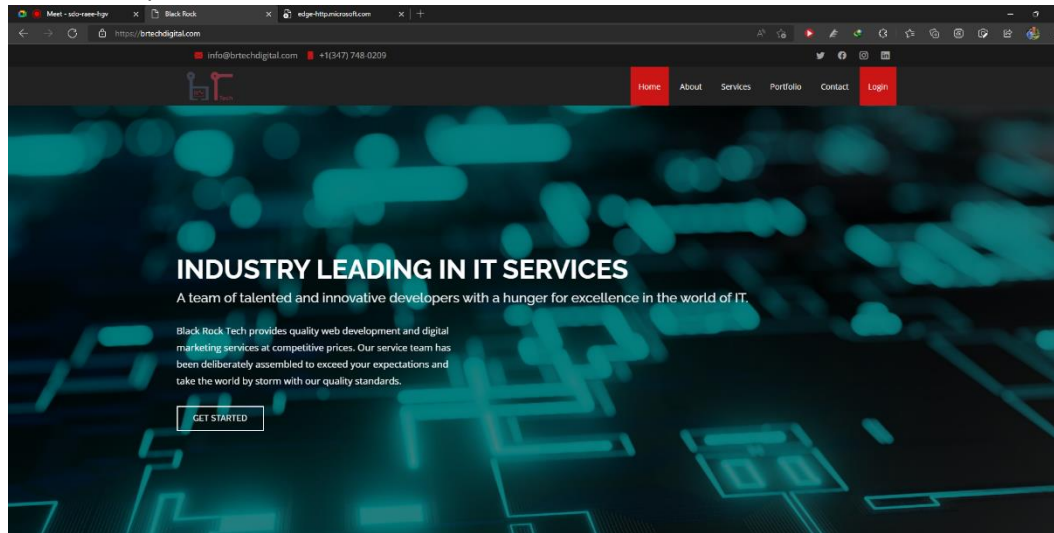 Meet - sdo-raee-hgv
Black Rock
edge-http.microsoft.com
https://brtechdigital.com
info@brtechdigital.com +1(347) 748-0209
Tech
Home About Services Portfolio Contact Login
INDUSTRY LEADING IN IT SERVICES
A team of talented and innovative developers with a hunger for excellence in the world of IT.
Black Rock Tech provides quality web development and digital
marketing services at competitive prices. Our service team has
been deliberately assembled to exceed your expectations and
take the world by storm with our quality standards.
GET STARTED